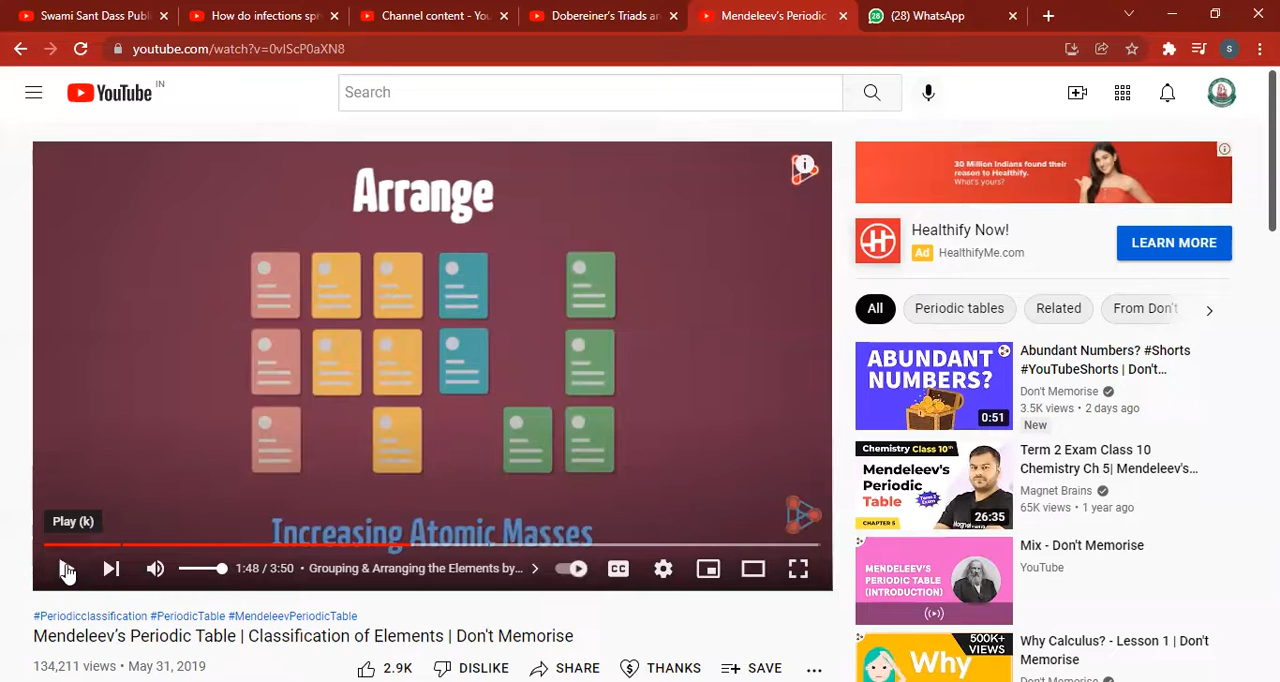 Swami Sant Dass Publ
How do infections spr
Channel content - You
Dobereiner's Triads an
Mendeleev's Periodic
(28) WhatsApp
youtube.com/watch?v=0vlScP0aXN8
S
YouTube IN
Search
Arrange
Increasing Atomic Masses
Play (k)
1:48 / 3:50 • Grouping & Arranging the Elements by...
CC
#Periodicclassification #PeriodicTable #MendeleevPeriodicTable
Mendeleev's Periodic Table | Classification of Elements | Don't Memorise
134,211 views • May 31, 2019
2.9K
DISLIKE
SHARE
THANKS
SAVE
30 Million Indians found their
reason to Healthify.
What's yours?
Healthify Now!
Ad HealthifyMe.com
LEARN MORE
All
Periodic tables
Related
From Don't
ABUNDANT
NUMBERS?
0:51
Abundant Numbers? #Shorts
#YouTubeShorts | Don't...
Don't Memorise
3.5K views • 2 days ago
New
Chemistry Class 10th
Mendeleev's
Periodic
Table
CHAPTER 5
26:35
Term 2 Exam Class 10
Chemistry Ch 5| Mendeleev's...
Magnet Brains
65K views • 1 year ago
MENDELEEV'S
PERIODIC TABLE
(INTRODUCTION)
Mix - Don't Memorise
YouTube
500K+
VIEWS
Why
Why Calculus? - Lesson 1 | Don't
Memorise
Don't Memorise